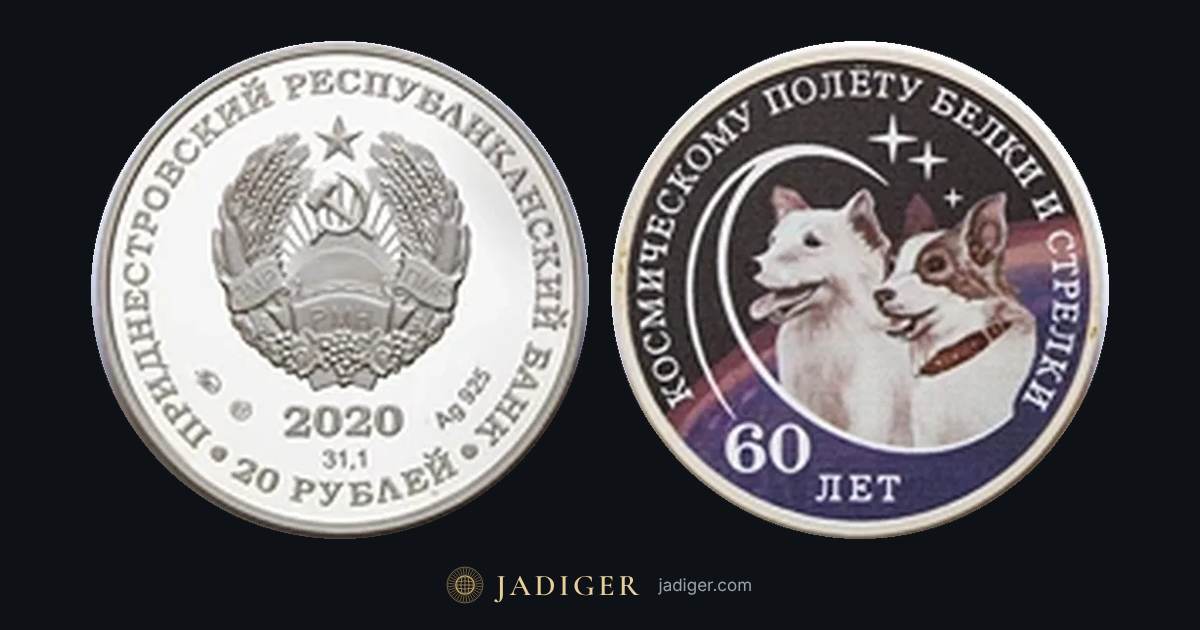 ПРИДНЕСТРОВСКИЙ РЕСПУБЛИКАНСКИЙ БАНК
РМН
2020
Ag 925
31,1
• 20 РУБЛЕЙ •
КОСМИЧЕСКОМУ ПОЛЁТУ БЕЛКИ И СТРЕЛКИ
60
ЛЕТ
JADIGER
jadiger.com